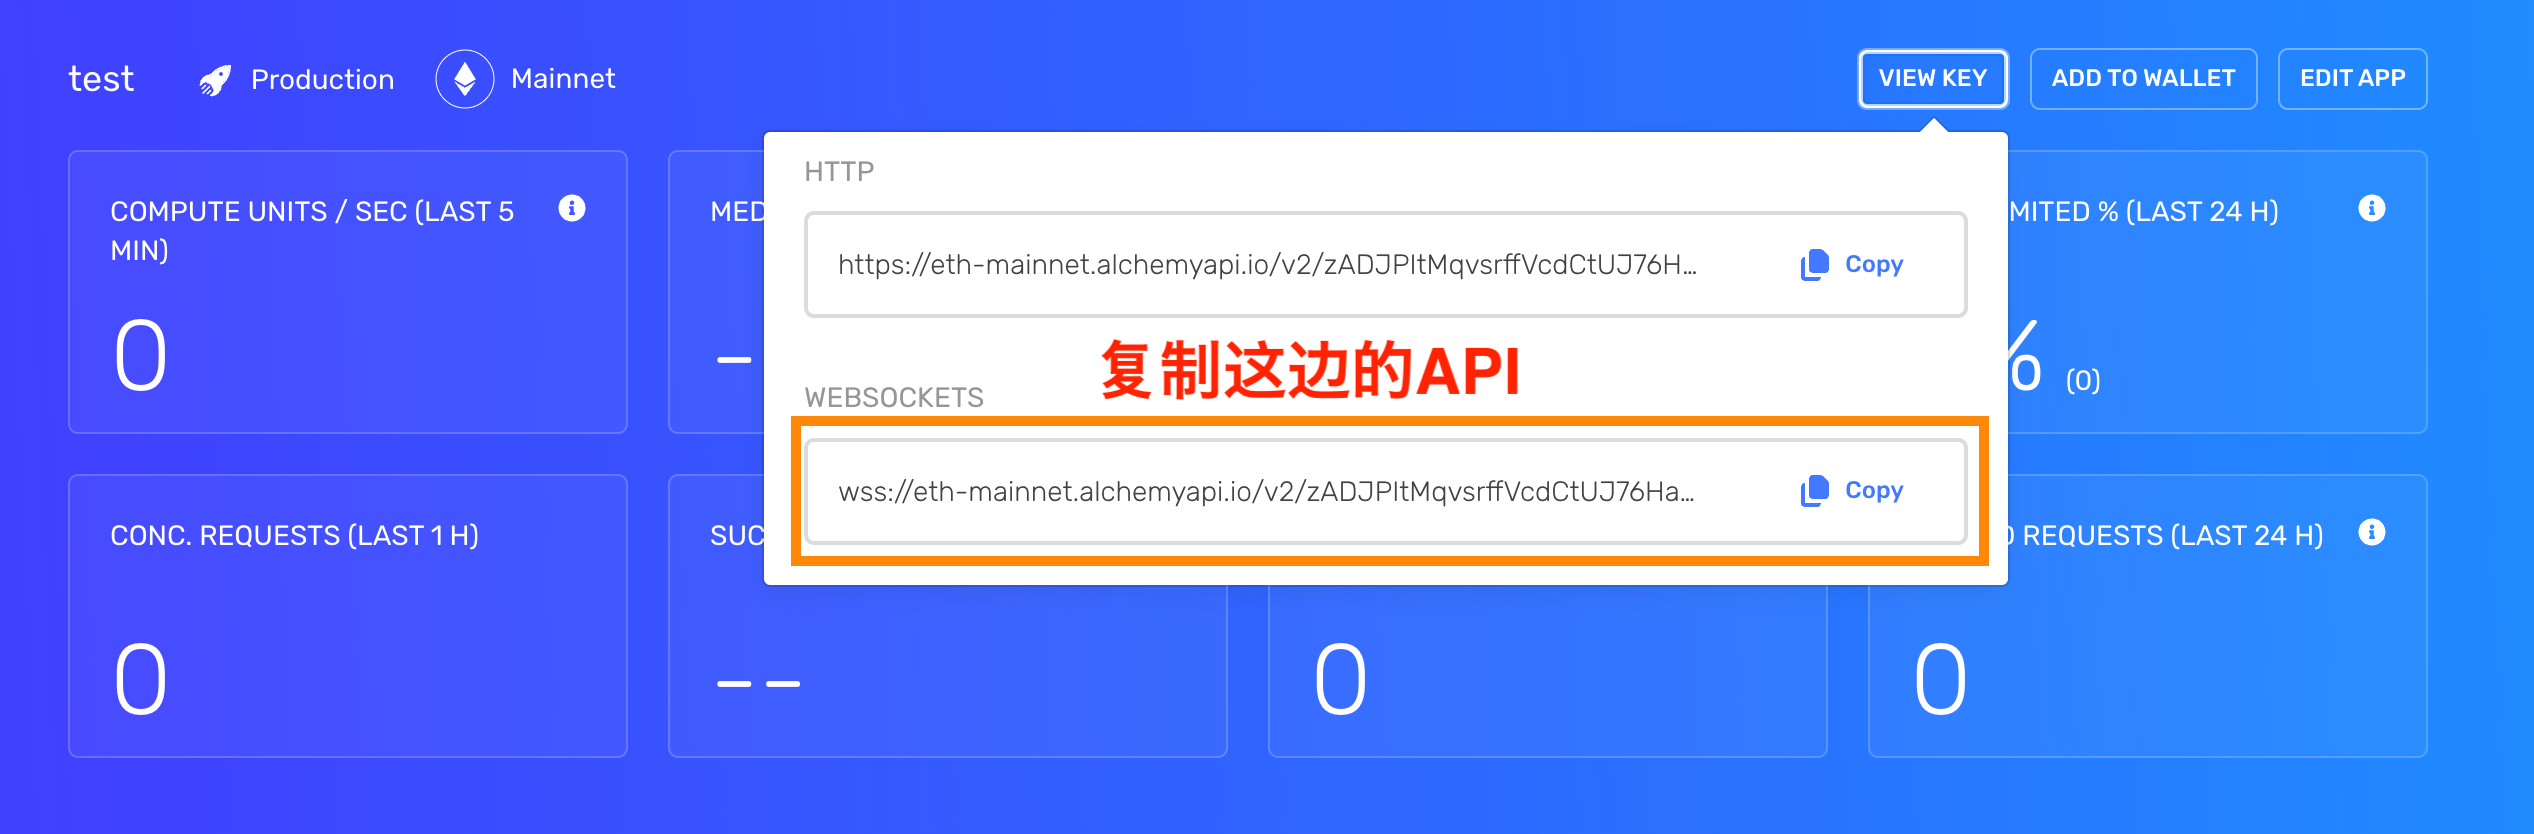 test
Production
Mainnet
VIEW KEY
ADD TO WALLET
EDIT APP
HTTP
https://eth-mainnet.alchemyapi.io/v2/zADJPItMqvsrffVcdCtUJ76H...
Copy
复制这边的API
WEBSOCKETS
wss://eth-mainnet.alchemyapi.io/v2/zADJPItMqvsrffVcdCtUJ76Ha...
Copy
COMPUTE UNITS / SEC (LAST 5
MIN)
0
MED
–
MITED % (LAST 24 H)
% (0)
CONC. REQUESTS (LAST 1 H)
0
SUC
– –
0
REQUESTS (LAST 24 H)
0